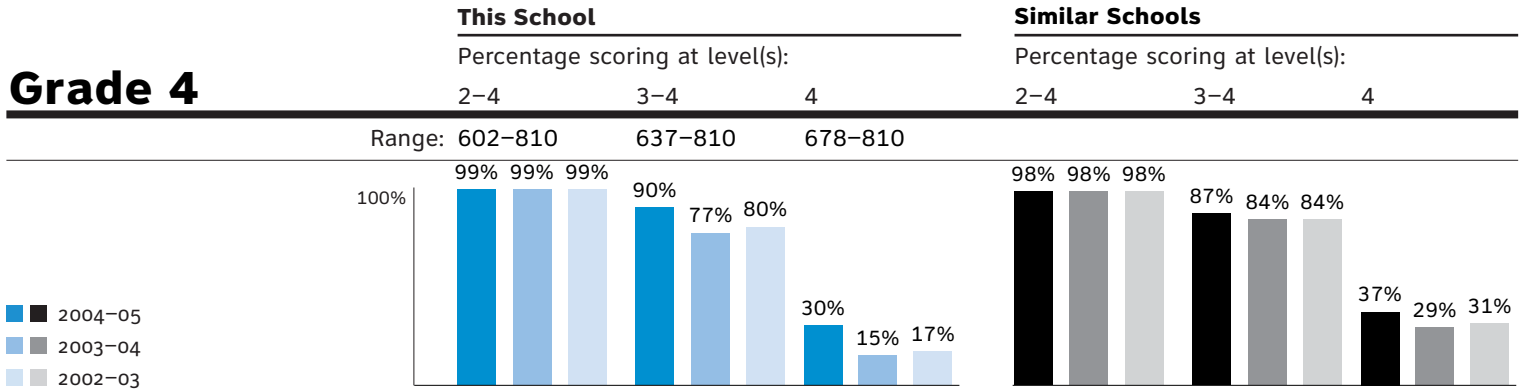 This School Similar Schools
Percentage scoring at level(s): Percentage scoring at level(s):
Grade 4
2–4 3–4 4 2–4 3–4 4
Range: 602–810 637–810 678–810
99% 99% 99% 90% 77% 80% 30% 15% 17% 98% 98% 98% 87% 84% 84% 37% 29% 31%
100%
2004–05
2003–04
2002–03